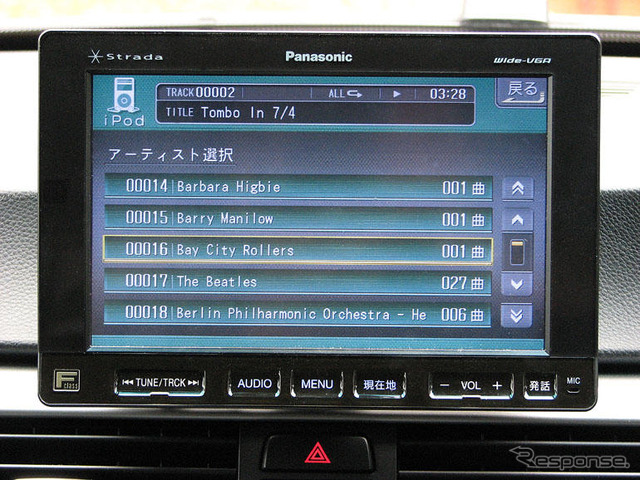 Strada Panasonic Wide-VGA
iPod
TRACK 00002 ALL 03:28
TITLE Tombo In 7/4
戻る
アーティスト選択
00014 Barbara Higbie 001 曲
00015 Barry Manilow 001 曲
00016 Bay City Rollers 001 曲
00017 The Beatles 027 曲
00018 Berlin Philharmonic Orchestra - He 006 曲
F class TUNE/TRCK AUDIO MENU 現在地 - VOL + 発話 MIC
Response.